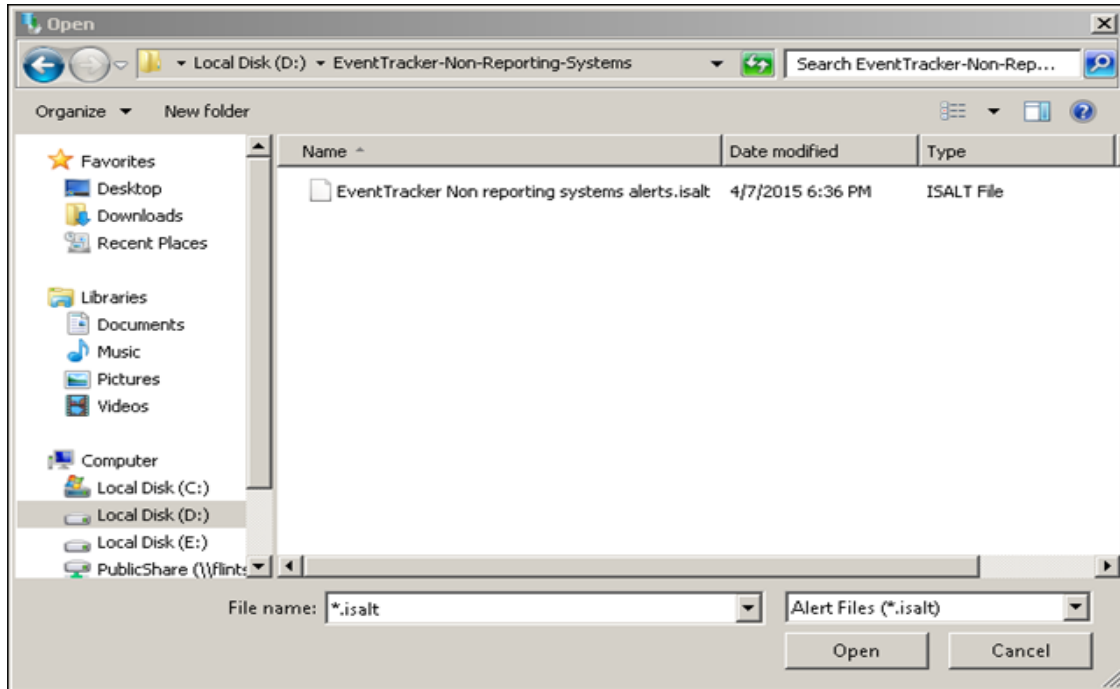 Open
Local Disk (D:) EventTracker-Non-Reporting-Systems
Search EventTracker-Non-Rep...
Organize New folder
Favorites
Desktop
Downloads
Recent Places
Libraries
Documents
Music
Pictures
Videos
Computer
Local Disk (C:)
Local Disk (D:)
Local Disk (E:)
PublicShare (\\flints
Name Date modified Type
EventTracker Non reporting systems alerts.isalt 4/7/2015 6:36 PM ISALT File
File name: *.isalt Alert Files (*.isalt)
Open Cancel